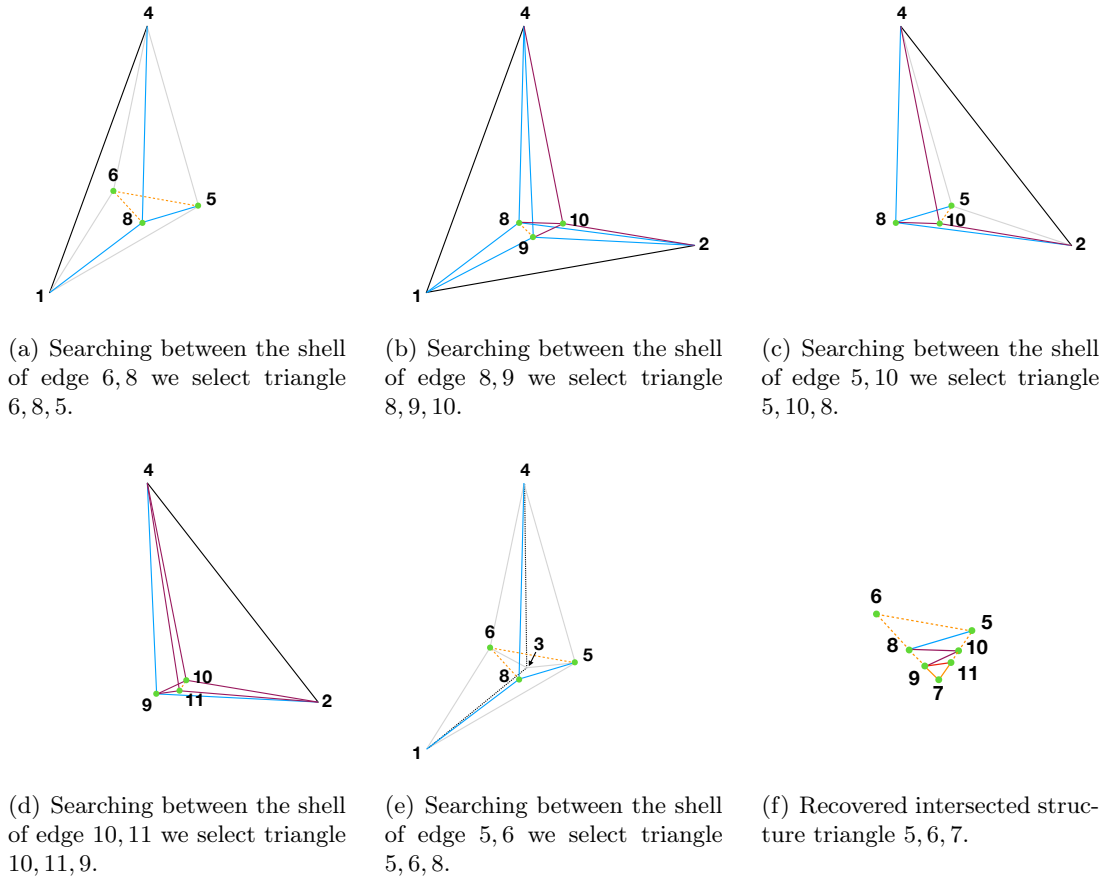 4
6
5
8
1
4
8
10
9
2
1
4
5
8
10
2
(a) Searching between the shell
of edge 6, 8 we select triangle
6, 8, 5.
(b) Searching between the shell
of edge 8, 9 we select triangle
8, 9, 10.
(c) Searching between the shell
of edge 5, 10 we select triangle
5, 10, 8.
4
10
9
11
2
4
6
3
5
8
1
6
5
8
10
9
11
7
(d) Searching between the shell
of edge 10, 11 we select triangle
10, 11, 9.
(e) Searching between the shell
of edge 5, 6 we select triangle
5, 6, 8.
(f) Recovered intersected struc-
ture triangle 5, 6, 7.